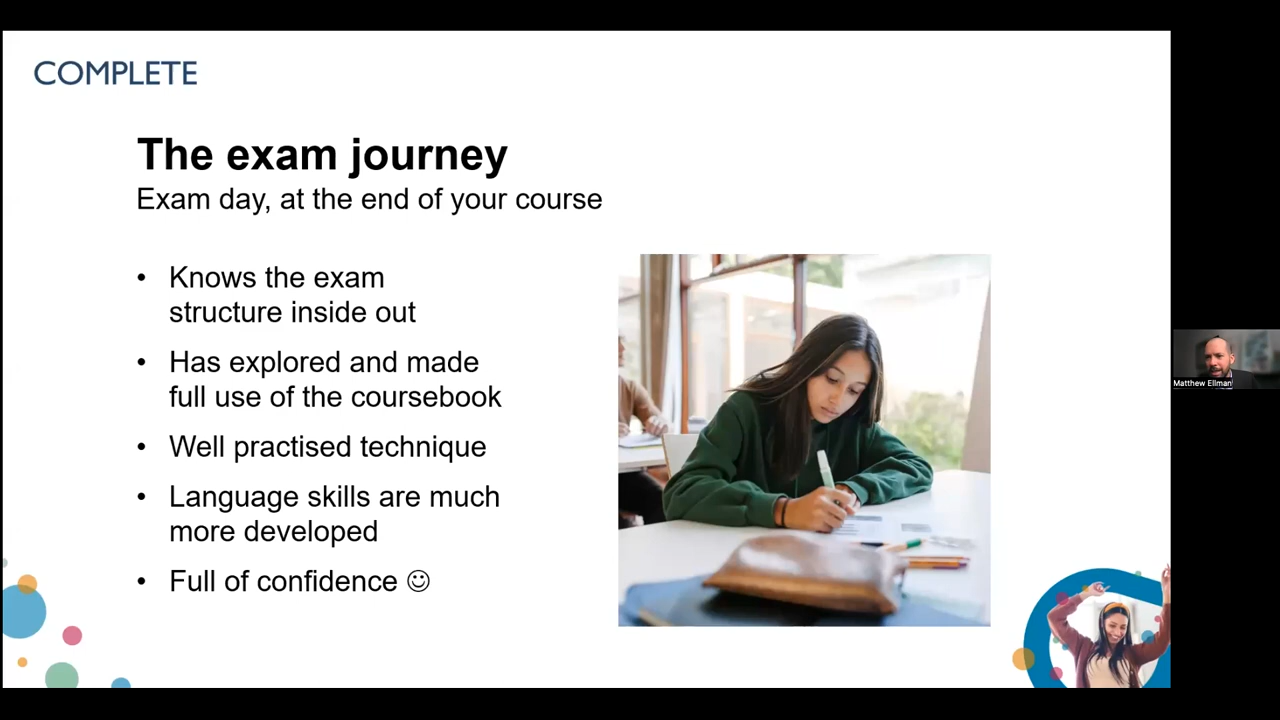 COMPLETE
The exam journey
Exam day, at the end of your course
• Knows the exam
structure inside out
• Has explored and made
full use of the coursebook
• Well practised technique
• Language skills are much
more developed
• Full of confidence ☺
Matthew Ellman